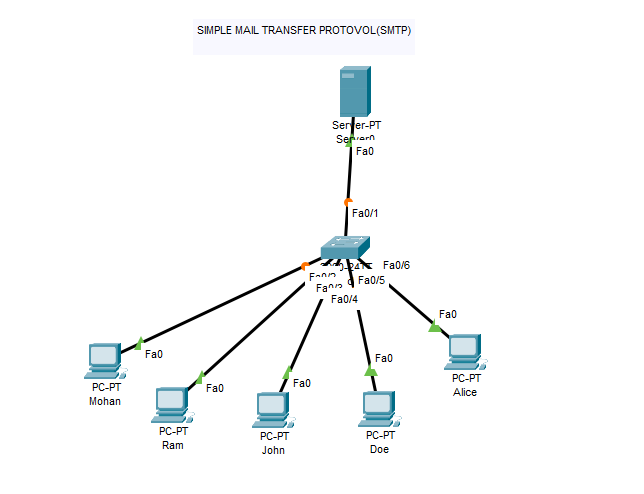 SIMPLE MAIL TRANSFER PROTOVOL(SMTP)
Server-PT
Server0
Fa0
Fa0/1
Fa0/2
Fa0/3
Fa0/4
Fa0/5
Fa0/6
Fa0
PC-PT
Mohan
Fa0
PC-PT
Ram
Fa0
PC-PT
John
Fa0
PC-PT
Doe
Fa0
PC-PT
Alice